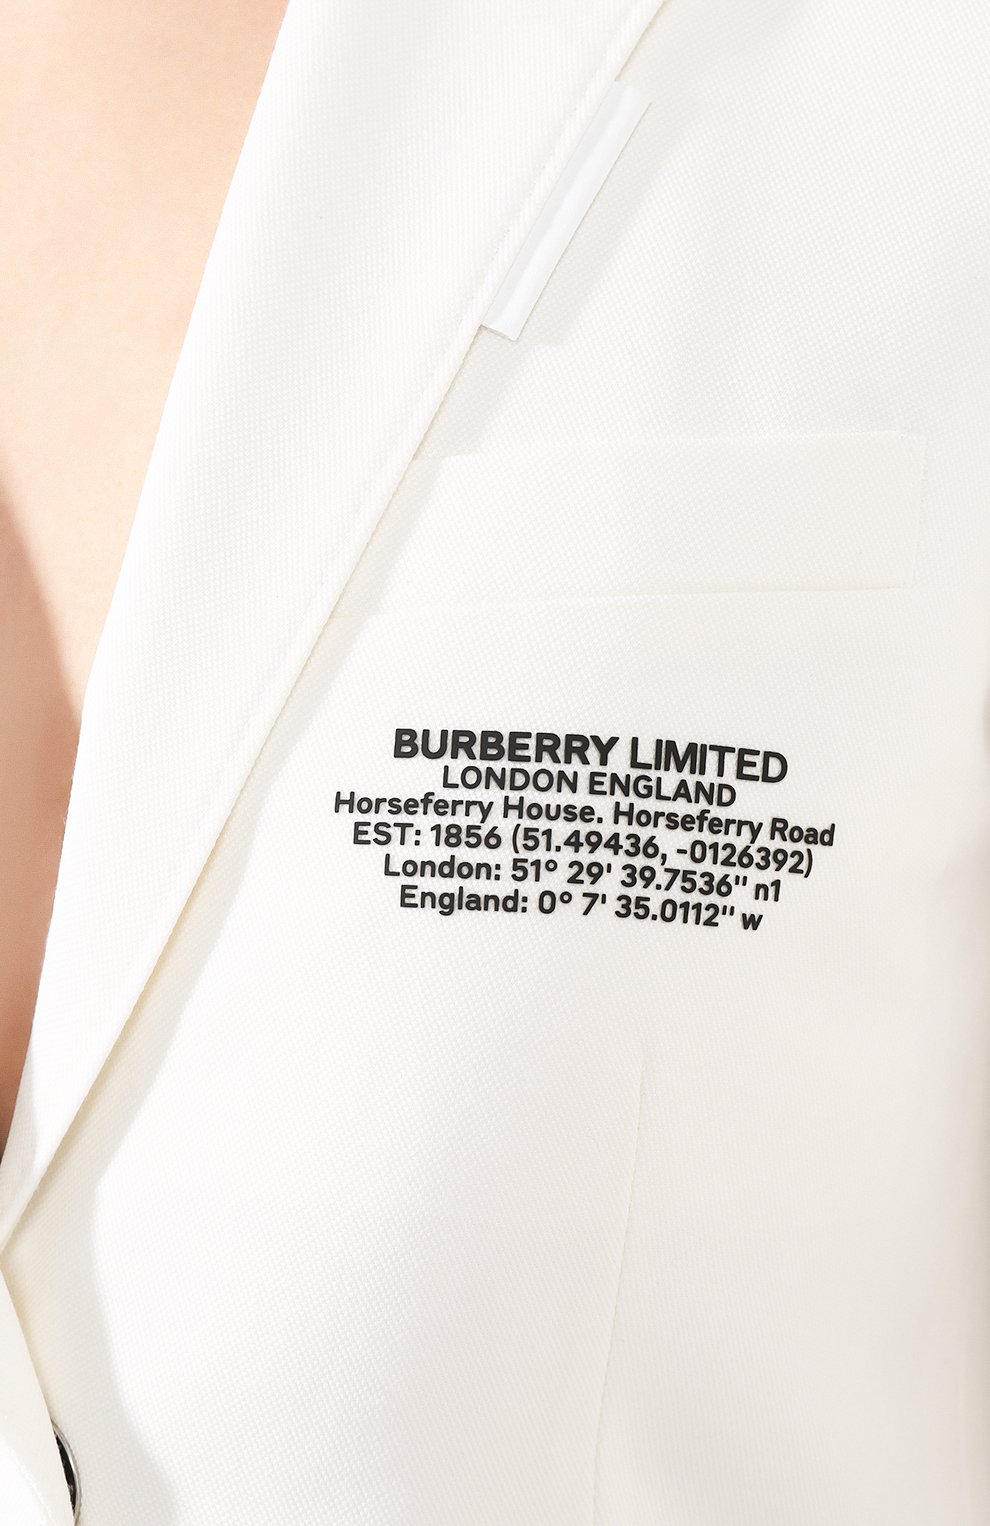 BURBERRY LIMITED
LONDON ENGLAND
Horseferry House. Horseferry Road
EST: 1856 (51.49436, -0126392)
London: 51° 29' 39.7536" n1
England: 0° 7' 35.0112" w